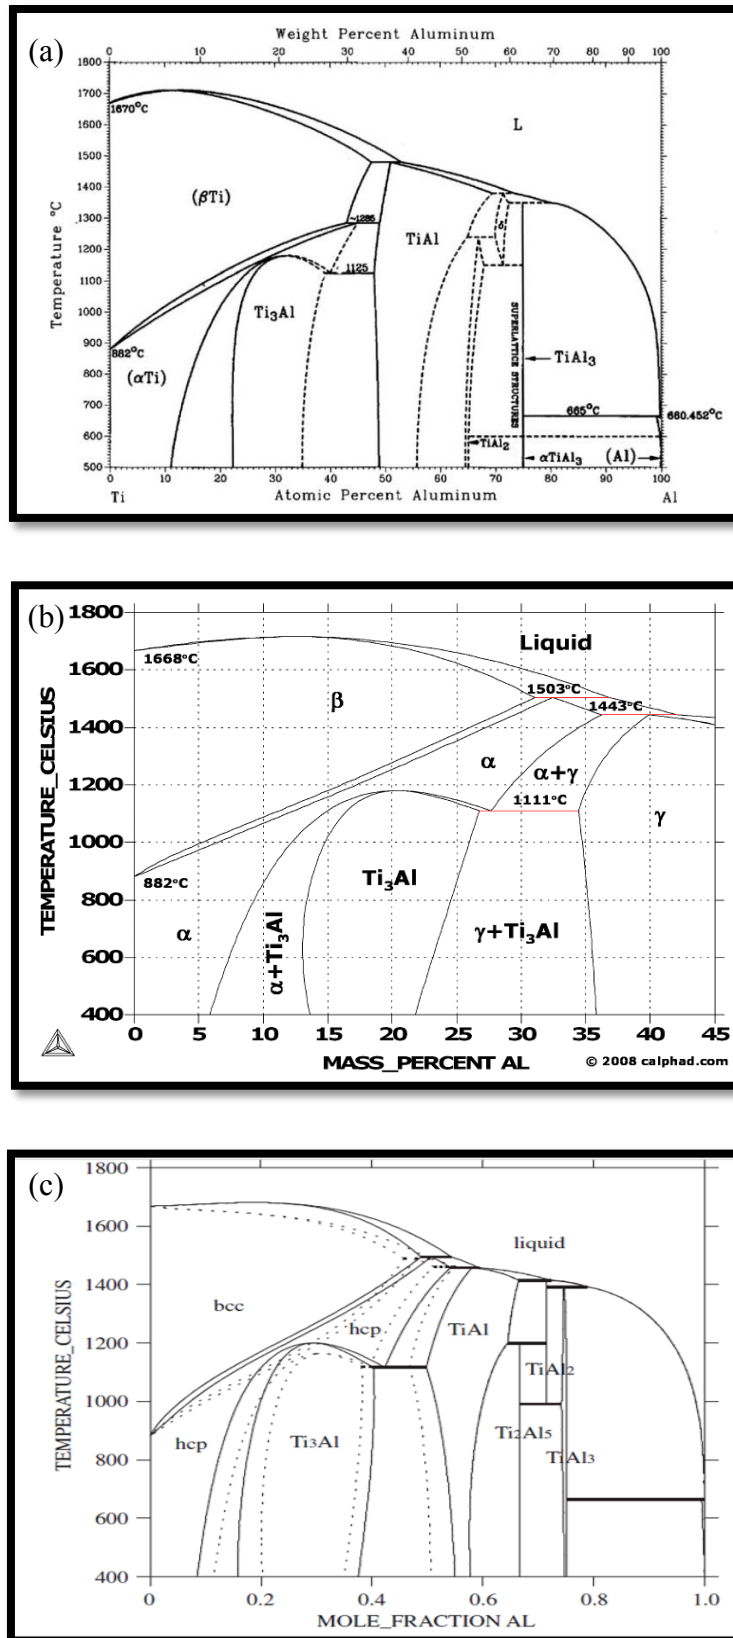 (a)
Weight Percent Aluminum
0 10 20 30 40 50 60 70 80 90 100
1800
1700
1600
1500
1400
1300
1200
1100
1000
900
800
700
600
500
Temperature °C
1670°C
L
(βTi)
~1285
TiAl
δ
1125
Ti₃Al
882°C
(αTi)
SUPERLATTICE STRUCTURES
TiAl₃
665°C
660.452°C
TiAl₂
αTiAl₃
(Al)
0 10 20 30 40 50 60 70 80 90 100
Ti
Atomic Percent Aluminum
Al
(b)
1800
1600
1400
1200
1000
800
600
400
TEMPERATURE_CELSIUS
Liquid
1668°C
1503°C
β
1443°C
α
α+γ
1111°C
γ
882°C
Ti₃Al
α
α+Ti₃Al
γ+Ti₃Al
0 5 10 15 20 25 30 35 40 45
MASS_PERCENT AL
© 2008 calphad.com
(c)
1800
1600
1400
1200
1000
800
600
400
TEMPERATURE_CELSIUS
liquid
bcc
hcp
TiAl
TiAl₂
hcp
Ti₃Al
Ti₂Al₅
TiAl₃
0 0.2 0.4 0.6 0.8 1.0
MOLE_FRACTION AL